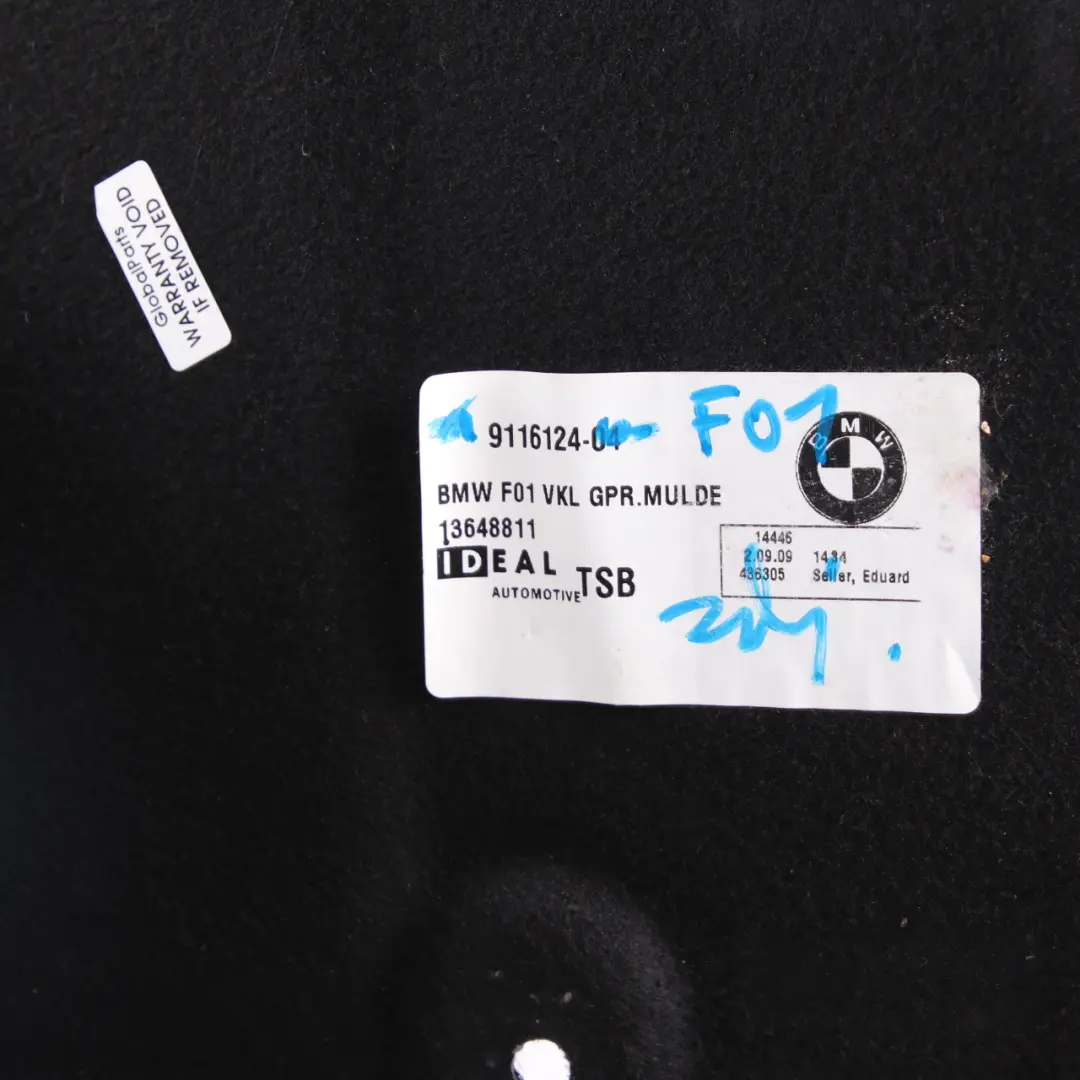 GlobalParts
WARRANTY VOID
IF REMOVED
9116124-04 F01
BMW
BMW F01 VKL GPR.MULDE
13648811
IDEAL
AUTOMOTIVE TSB
14446
2.09.09 1434
436305 Seiler, Eduard